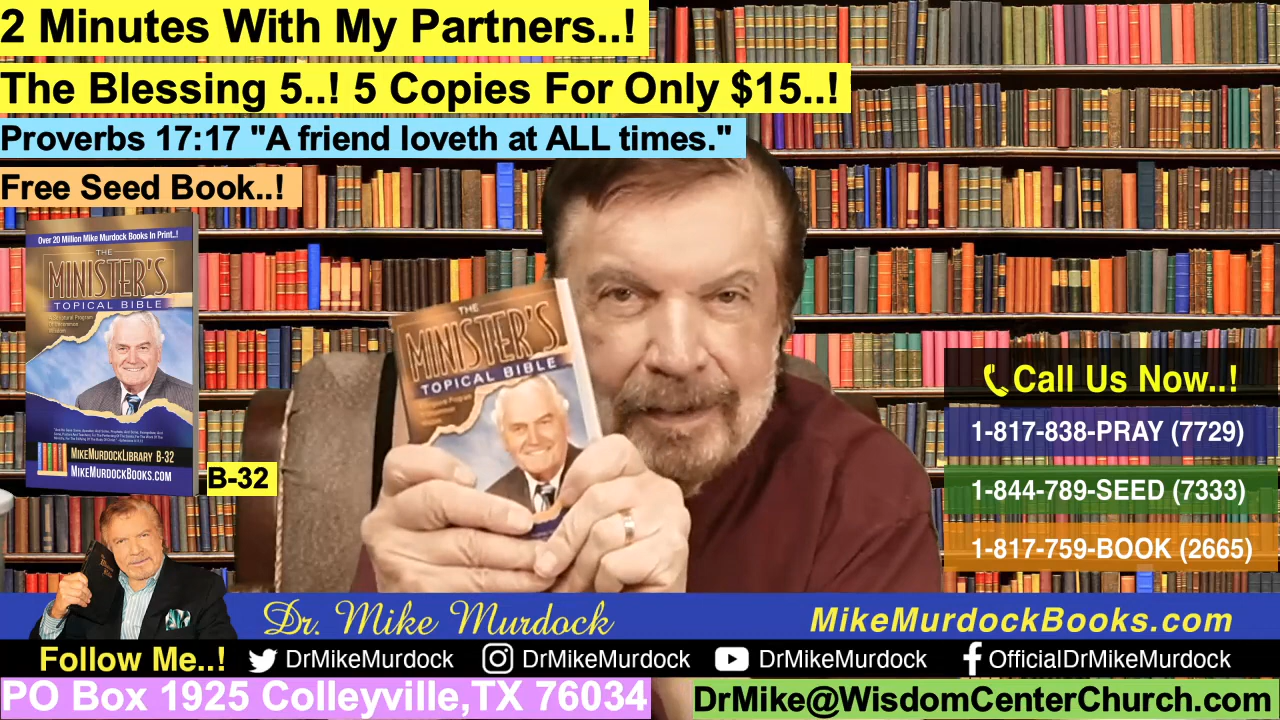 2 Minutes With My Partners..!
The Blessing 5..! 5 Copies For Only $15..!
Proverbs 17:17 "A friend loveth at ALL times."
Free Seed Book..!
Over 20 Million Mike Murdock Books In Print..!
THE
MINISTER'S
TOPICAL BIBLE
MIKEMURDOCKLIBRARY B-32
MIKEMURDOCKBOOKS.COM
B-32
THE
MINISTER'S
TOPICAL BIBLE
Call Us Now..!
1-817-838-PRAY (7729)
1-844-789-SEED (7333)
1-817-759-BOOK (2665)
Dr. Mike Murdock
MikeMurdockBooks.com
Follow Me..! DrMikeMurdock DrMikeMurdock DrMikeMurdock OfficialDrMikeMurdock
PO Box 1925 Colleyville,TX 76034
DrMike@WisdomCenterChurch.com